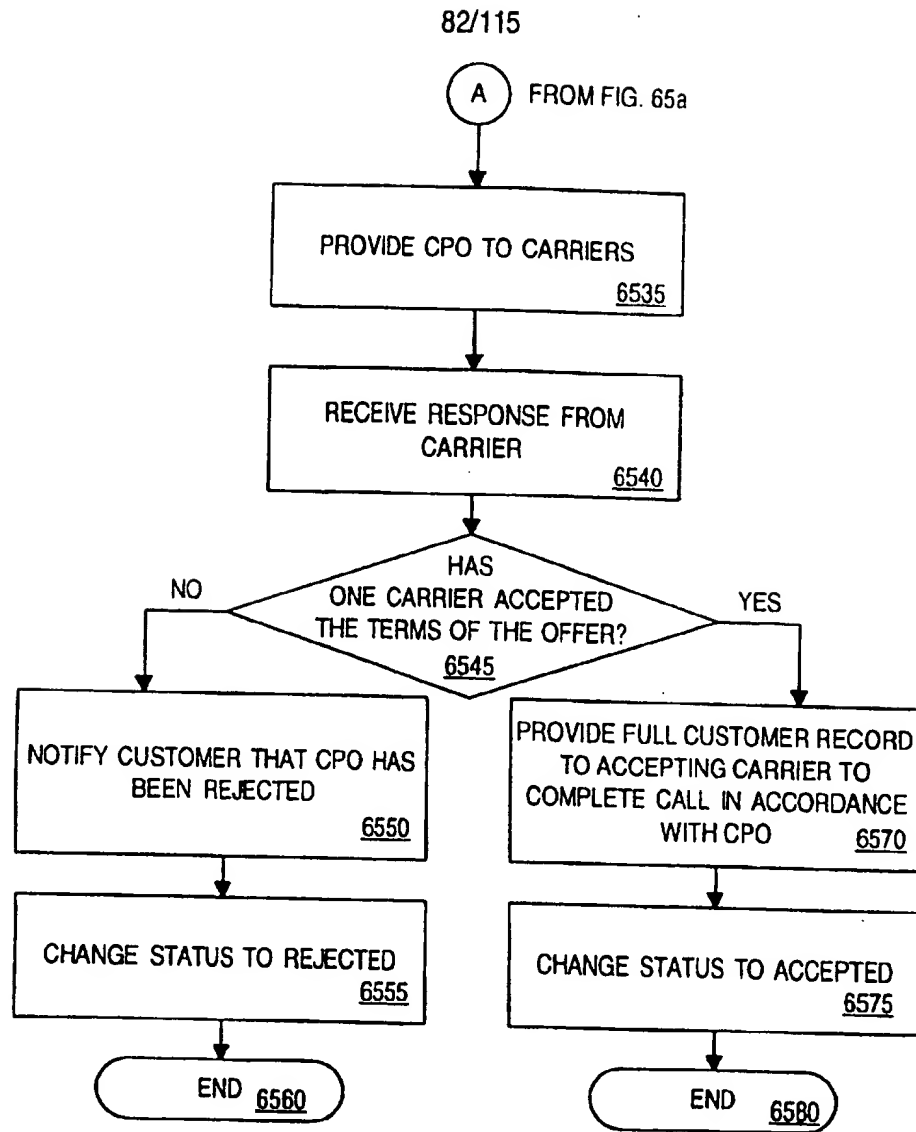 82/115
A FROM FIG. 65a
PROVIDE CPO TO CARRIERS
6535
RECEIVE RESPONSE FROM
CARRIER
6540
HAS
ONE CARRIER ACCEPTED
THE TERMS OF THE OFFER?
6545
NO
YES
NOTIFY CUSTOMER THAT CPO HAS
BEEN REJECTED
6550
CHANGE STATUS TO REJECTED
6555
END 6560
PROVIDE FULL CUSTOMER RECORD
TO ACCEPTING CARRIER TO
COMPLETE CALL IN ACCORDANCE
WITH CPO 6570
CHANGE STATUS TO ACCEPTED
6575
END 6580